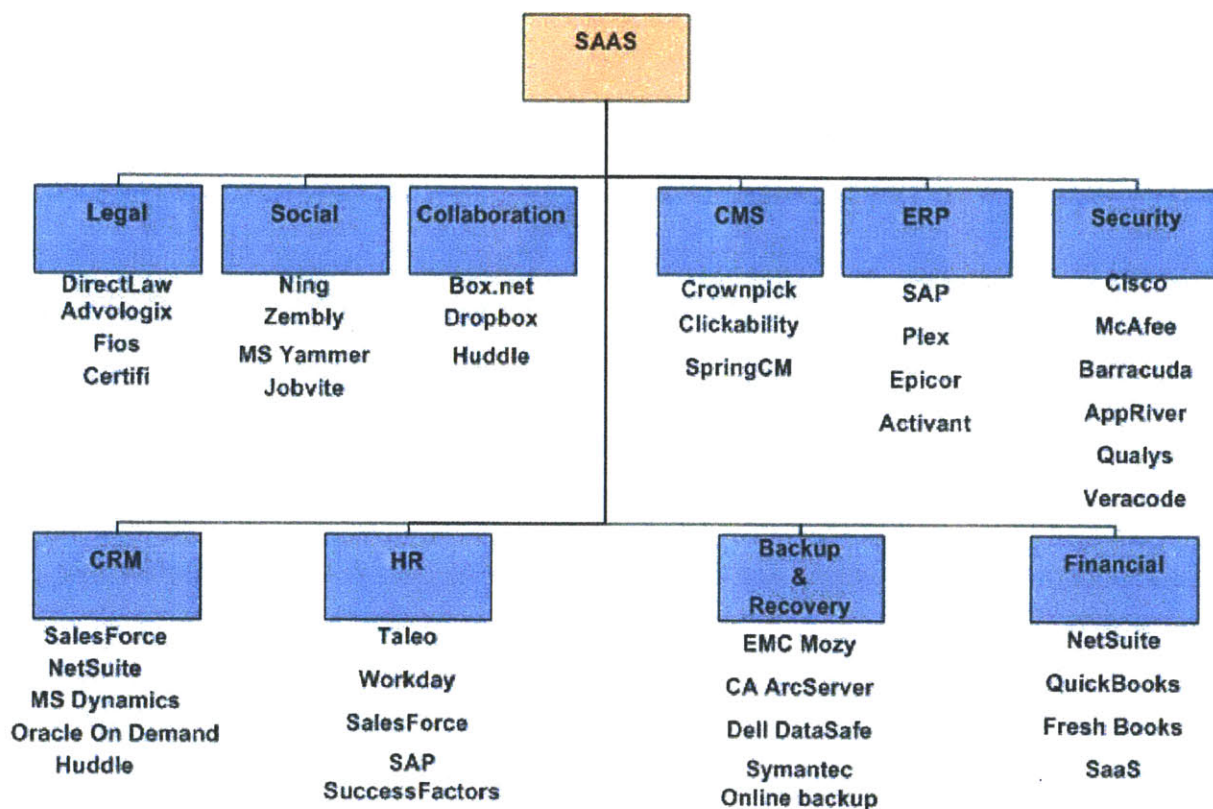 SAAS
Legal
DirectLaw
Advologix
Fios
Certifi
Social
Ning
Zembly
MS Yammer
Jobvite
Collaboration
Box.net
Dropbox
Huddle
CMS
Crownpick
Clickability
SpringCM
ERP
SAP
Plex
Epicor
Activant
Security
Cisco
McAfee
Barracuda
AppRiver
Qualys
Veracode
CRM
SalesForce
NetSuite
MS Dynamics
Oracle On Demand
Huddle
HR
Taleo
Workday
SalesForce
SAP
SuccessFactors
Backup
&
Recovery
EMC Mozy
CA ArcServer
Dell DataSafe
Symantec
Online backup
Financial
NetSuite
QuickBooks
Fresh Books
SaaS